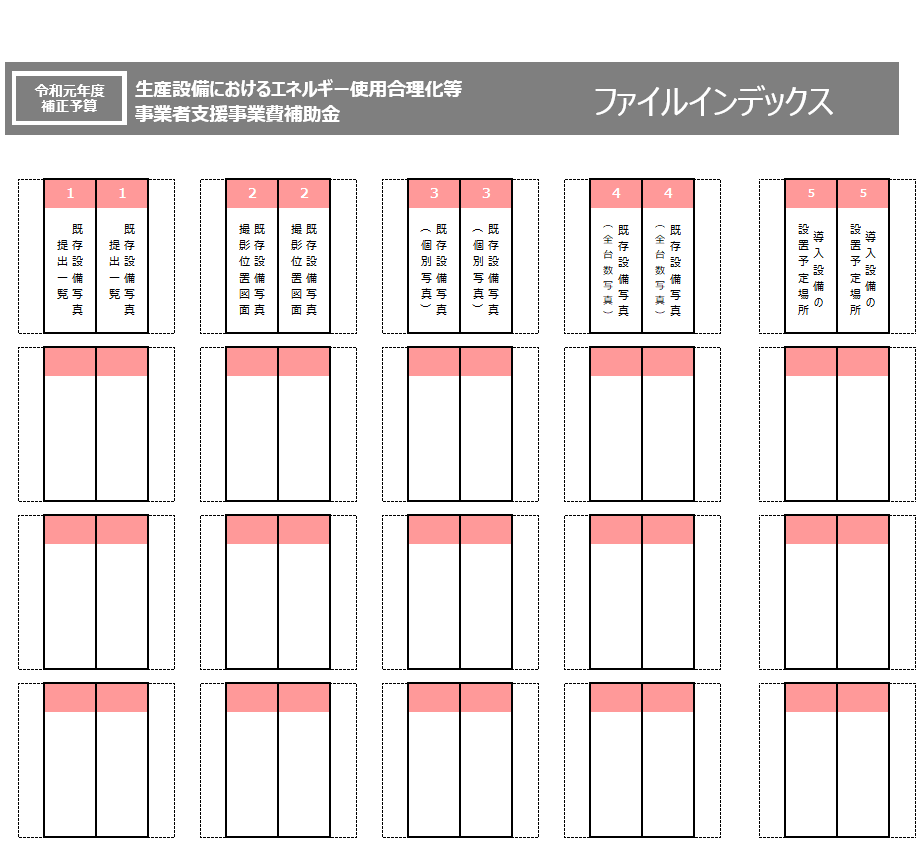 令和元年度
補正予算
生産設備におけるエネルギー使用合理化等
事業者支援事業費補助金
ファイルインデックス
1
既存設備写真
提出一覧
1
既存設備写真
提出一覧
2
既存設備写真
撮影位置図面
2
既存設備写真
撮影位置図面
3
既存設備写真
（個別写真）
3
既存設備写真
（個別写真）
4
既存設備写真
（全台数写真）
4
既存設備写真
（全台数写真）
5
導入設備の
設置予定場所
5
導入設備の
設置予定場所